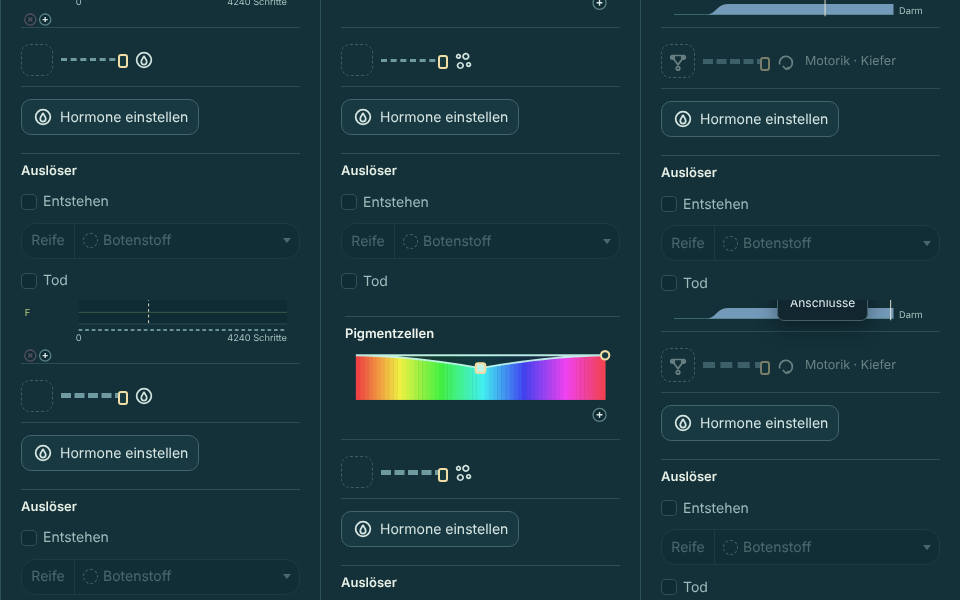 0 4240 Schritte
Hormone einstellen
Auslöser
Entstehen
Reife Botenstoff
Tod
F
0 4240 Schritte
Hormone einstellen
Auslöser
Entstehen
Reife Botenstoff
Hormone einstellen
Auslöser
Entstehen
Reife Botenstoff
Tod
Pigmentzellen
Hormone einstellen
Auslöser
Darm
Motorik · Kiefer
Hormone einstellen
Auslöser
Entstehen
Reife Botenstoff
Tod
Anschlüsse
Darm
Motorik · Kiefer
Hormone einstellen
Auslöser
Entstehen
Reife Botenstoff
Tod